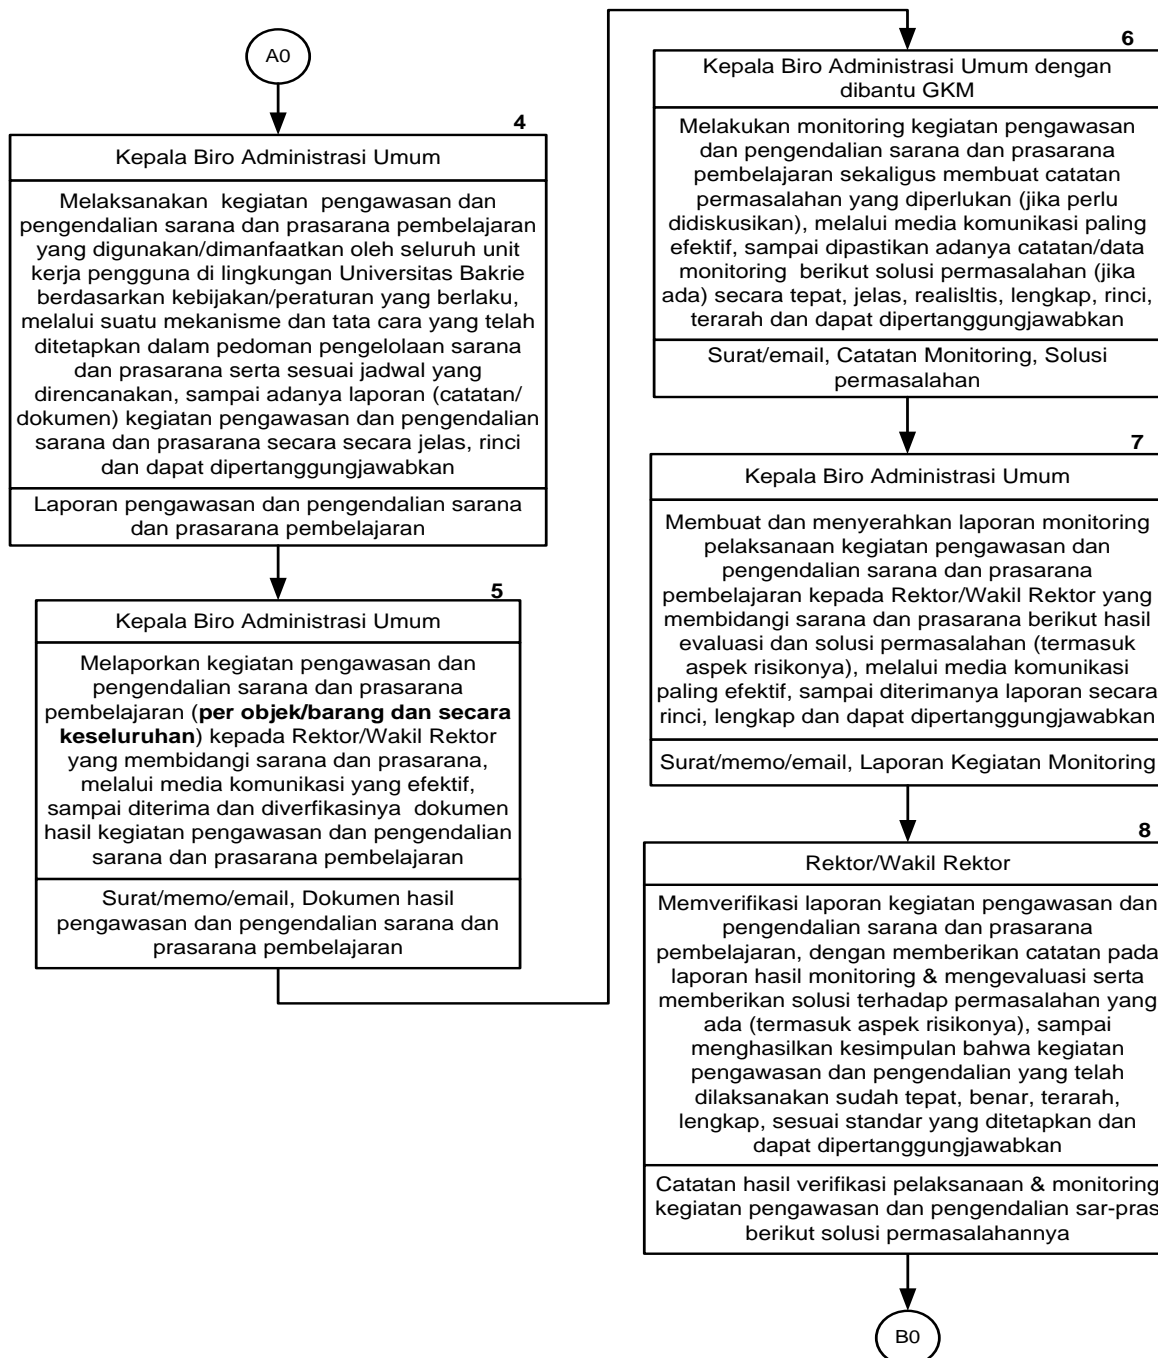 A0
4
Kepala Biro Administrasi Umum
Melaksanakan kegiatan pengawasan dan
pengendalian sarana dan prasarana pembelajaran
yang digunakan/dimanfaatkan oleh seluruh unit
kerja pengguna di lingkungan Universitas Bakrie
berdasarkan kebijakan/peraturan yang berlaku,
melalui suatu mekanisme dan tata cara yang telah
ditetapkan dalam pedoman pengelolaan sarana
dan prasarana serta sesuai jadwal yang
direncanakan, sampai adanya laporan (catatan/
dokumen) kegiatan pengawasan dan pengendalian
sarana dan prasarana secara secara jelas, rinci
dan dapat dipertanggungjawabkan
Laporan pengawasan dan pengendalian sarana
dan prasarana pembelajaran
5
Kepala Biro Administrasi Umum
Melaporkan kegiatan pengawasan dan
pengendalian sarana dan prasarana
pembelajaran (per objek/barang dan secara
keseluruhan) kepada Rektor/Wakil Rektor
yang membidangi sarana dan prasarana,
melalui media komunikasi yang efektif,
sampai diterima dan diverfikasinya dokumen
hasil kegiatan pengawasan dan pengendalian
sarana dan prasarana pembelajaran
Surat/memo/email, Dokumen hasil
pengawasan dan pengendalian sarana dan
prasarana pembelajaran
6
Kepala Biro Administrasi Umum dengan
dibantu GKM
Melakukan monitoring kegiatan pengawasan
dan pengendalian sarana dan prasarana
pembelajaran sekaligus membuat catatan
permasalahan yang diperlukan (jika perlu
didiskusikan), melalui media komunikasi paling
efektif, sampai dipastikan adanya catatan/data
monitoring berikut solusi permasalahan (jika
ada) secara tepat, jelas, realisltis, lengkap, rinci,
terarah dan dapat dipertanggungjawabkan
Surat/email, Catatan Monitoring, Solusi
permasalahan
7
Kepala Biro Administrasi Umum
Membuat dan menyerahkan laporan monitoring
pelaksanaan kegiatan pengawasan dan
pengendalian sarana dan prasarana
pembelajaran kepada Rektor/Wakil Rektor yang
membidangi sarana dan prasarana berikut hasil
evaluasi dan solusi permasalahan (termasuk
aspek risikonya), melalui media komunikasi
paling efektif, sampai diterimanya laporan secara
rinci, lengkap dan dapat dipertanggungjawabkan
Surat/memo/email, Laporan Kegiatan Monitoring
8
Rektor/Wakil Rektor
Memverifikasi laporan kegiatan pengawasan dan
pengendalian sarana dan prasarana
pembelajaran, dengan memberikan catatan pada
laporan hasil monitoring & mengevaluasi serta
memberikan solusi terhadap permasalahan yang
ada (termasuk aspek risikonya), sampai
menghasilkan kesimpulan bahwa kegiatan
pengawasan dan pengendalian yang telah
dilaksanakan sudah tepat, benar, terarah,
lengkap, sesuai standar yang ditetapkan dan
dapat dipertanggungjawabkan
Catatan hasil verifikasi pelaksanaan & monitoring
kegiatan pengawasan dan pengendalian sar-pras
berikut solusi permasalahannya
B0